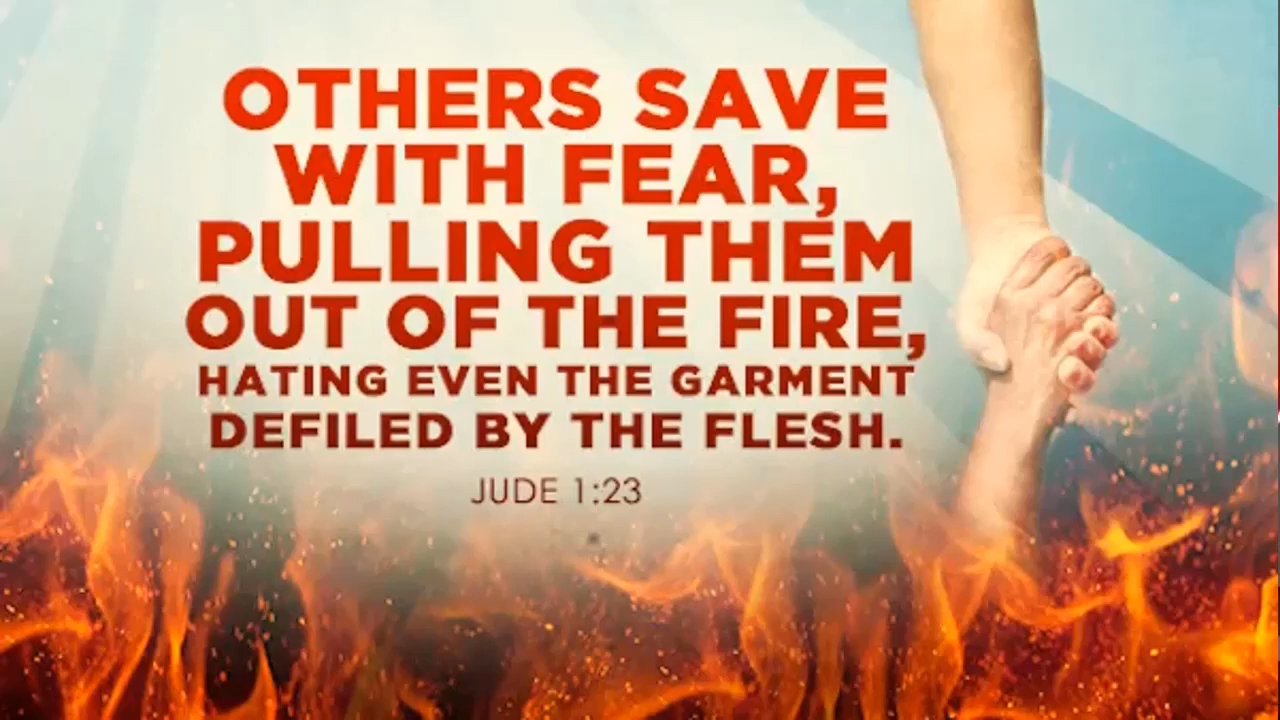 OTHERS SAVE
WITH FEAR,
PULLING THEM
OUT OF THE FIRE,
HATING EVEN THE GARMENT
DEFILED BY THE FLESH.
JUDE 1:23